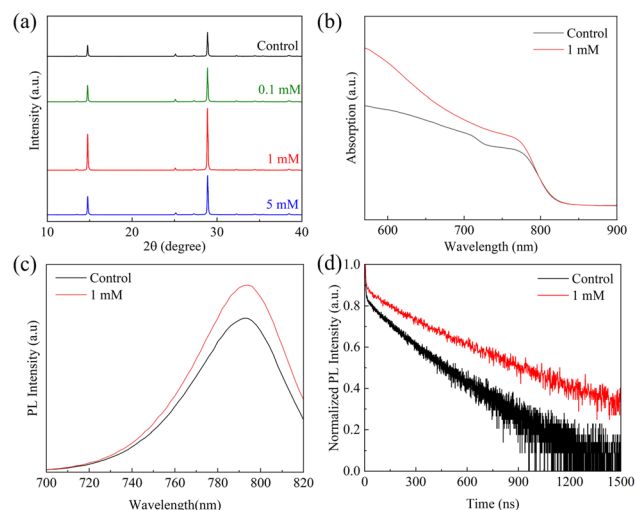 (a)
Intensity (a.u.)
Control
0.1 mM
1 mM
5 mM
10 20 30 40
2θ (degree)
(b)
Absorption (a.u.)
Control
1 mM
600 700 800 900
Wavelength (nm)
(c)
PL Intensity (a.u)
Control
1 mM
700 720 740 760 780 800 820
Wavelength(nm)
(d)
Normalized PL Intensity (a.u.)
1.0
0.8
0.6
0.4
0.2
0.0
Control
1 mM
0 300 600 900 1200 1500
Time (ns)